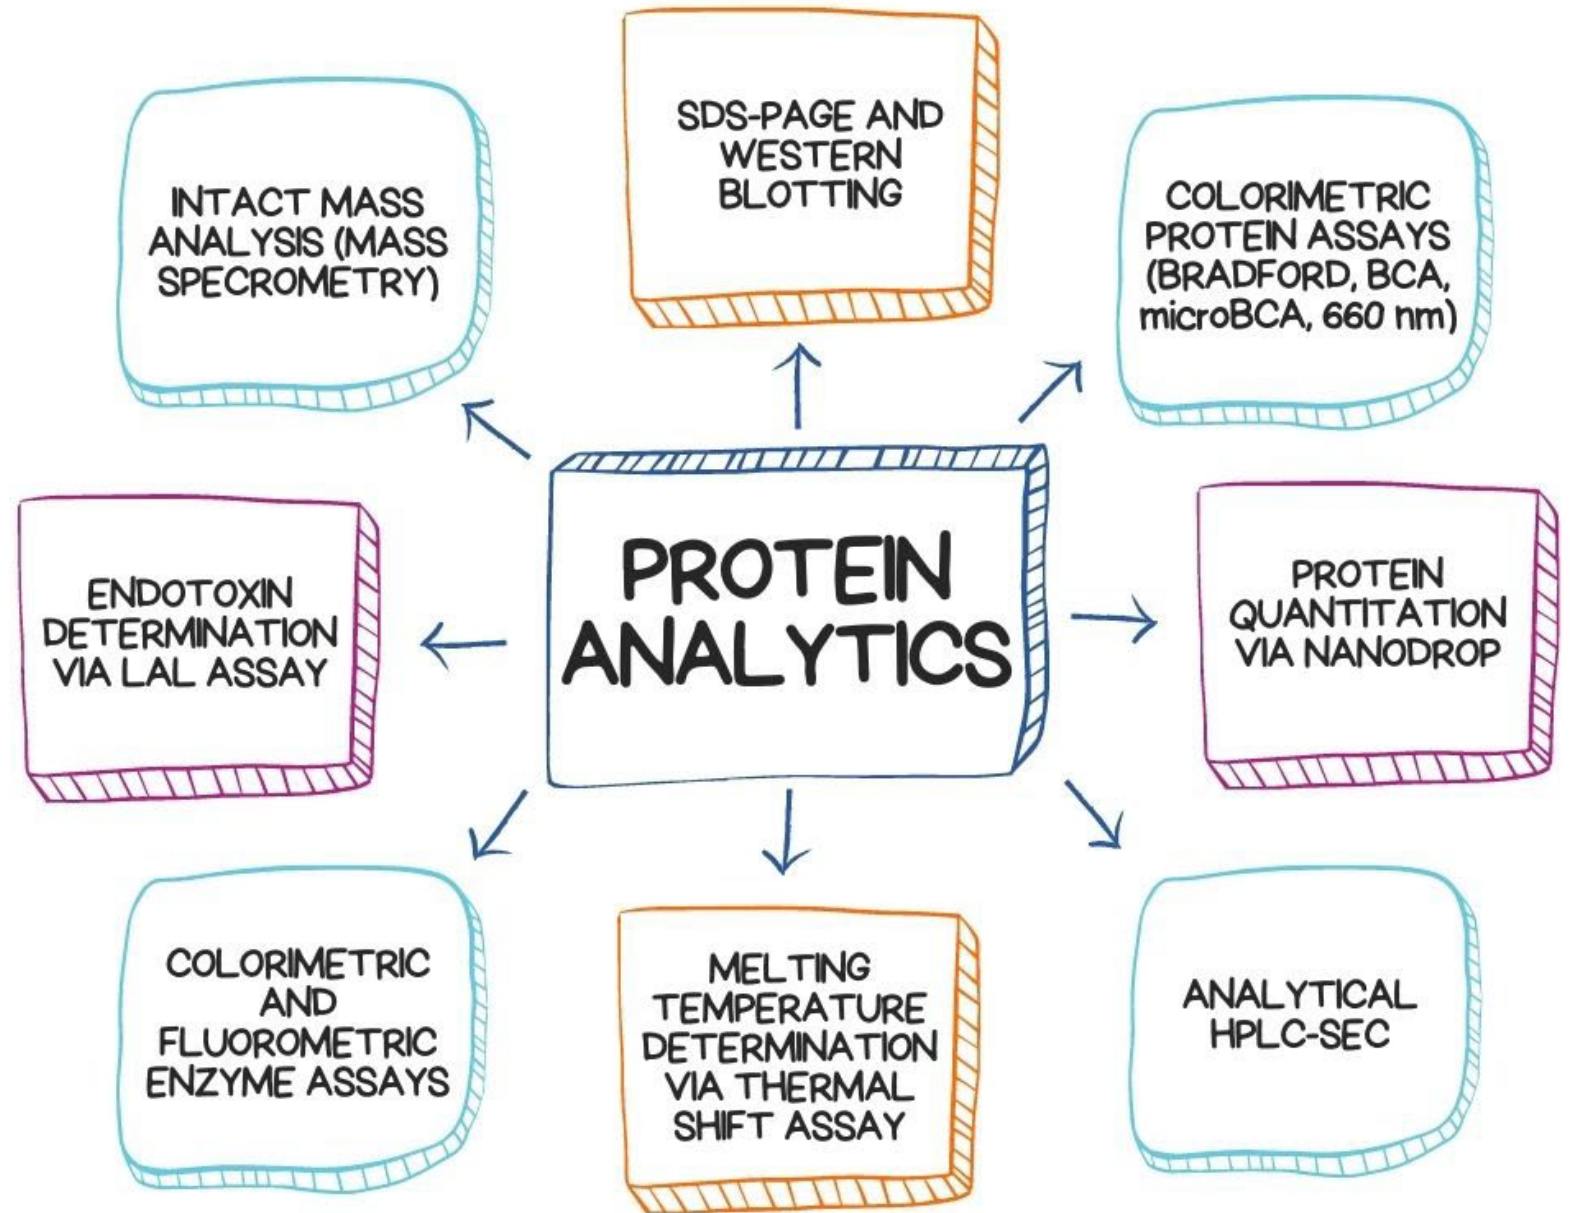 SDS-PAGE AND
WESTERN
BLOTTING
INTACT MASS
ANALYSIS (MASS
SPECROMETRY)
COLORIMETRIC
PROTEIN ASSAYS
(BRADFORD, BCA,
microBCA, 660 nm)
PROTEIN
ANALYTICS
ENDOTOXIN
DETERMINATION
VIA LAL ASSAY
PROTEIN
QUANTITATION
VIA NANODROP
COLORIMETRIC
AND
FLUOROMETRIC
ENZYME ASSAYS
MELTING
TEMPERATURE
DETERMINATION
VIA THERMAL
SHIFT ASSAY
ANALYTICAL
HPLC-SEC